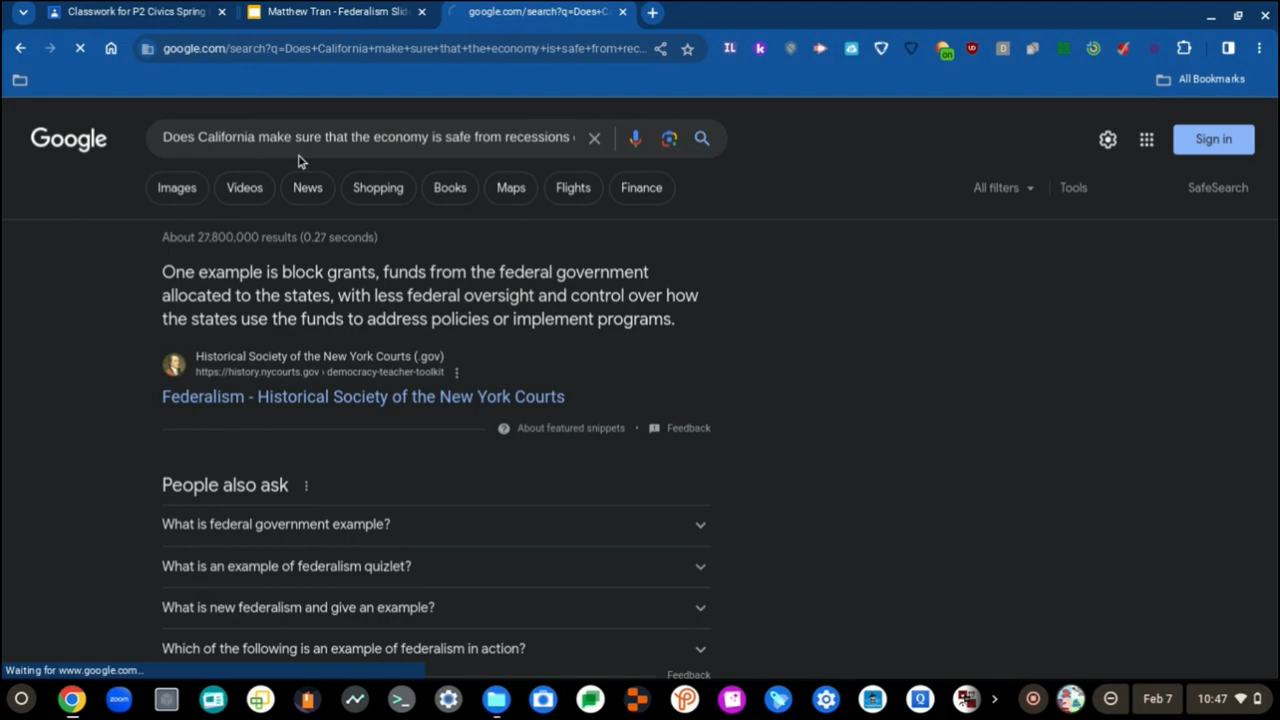 Classwork for P2 Civics Spring
Matthew Tran - Federalism Slid
google.com/search?q=Does+C
google.com/search?q=Does+California+make+sure+that+the+economy+is+safe+from+rec...
All Bookmarks
Google
Does California make sure that the economy is safe from recessions
Sign in
Images
Videos
News
Shopping
Books
Maps
Flights
Finance
All filters
Tools
SafeSearch
About 27,800,000 results (0.27 seconds)
One example is block grants, funds from the federal government
allocated to the states, with less federal oversight and control over how
the states use the funds to address policies or implement programs.
Historical Society of the New York Courts (.gov)
https://history.nycourts.gov › democracy-teacher-toolkit
Federalism - Historical Society of the New York Courts
About featured snippets
Feedback
People also ask
What is federal government example?
What is an example of federalism quizlet?
What is new federalism and give an example?
Which of the following is an example of federalism in action?
Feedback
Waiting for www.google.com...
zoom
Feb 7
10:47